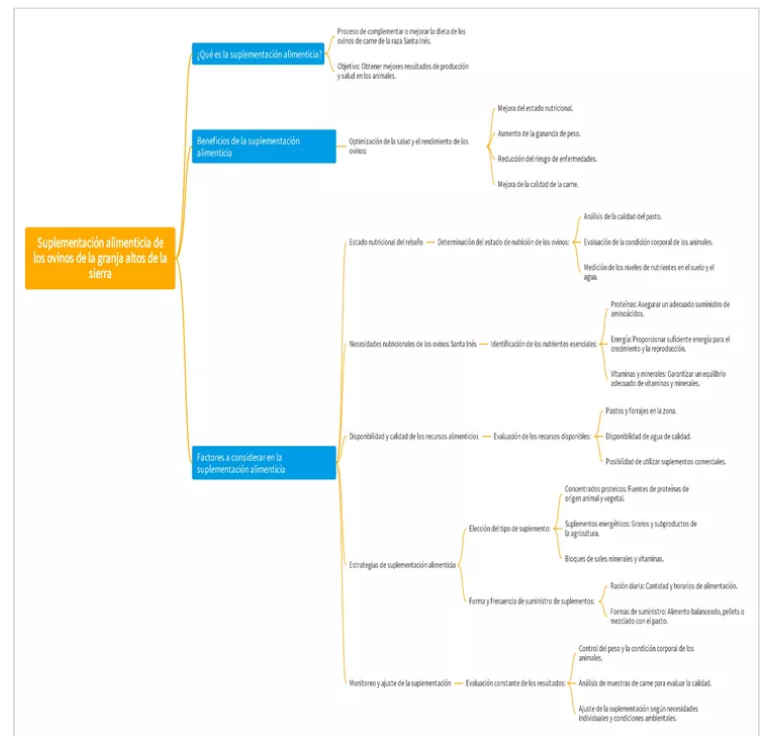 Suplementación alimenticia de
los ovinos de la granja altos de la
sierra
¿Qué es la suplementación alimenticia?
Proceso de complementar o mejorar la dieta de los
ovinos de carne de la raza Santa Inés.
Objetivo: Obtener mejores resultados de producción
y salud en los animales.
Beneficios de la suplementación
alimenticia
Optimización de la salud y el rendimiento de los
ovinos:
Mejora del estado nutricional.
Aumento de la ganancia de peso.
Reducción del riesgo de enfermedades.
Mejora de la calidad de la carne.
Factores a considerar en la
suplementación alimenticia
Estado nutricional del rebaño
Determinación del estado de nutrición de los ovinos:
Análisis de la calidad del pasto.
Evaluación de la condición corporal de los animales.
Medición de los niveles de nutrientes en el suelo y el
agua.
Necesidades nutricionales de los ovinos Santa Inés
Identificación de los nutrientes esenciales:
Proteínas: Asegurar un adecuado suministro de
aminoácidos.
Energía: Proporcionar suficiente energía para el
crecimiento y la reproducción.
Vitaminas y minerales: Garantizar un equilibrio
adecuado de vitaminas y minerales.
Disponibilidad y calidad de los recursos alimenticios
Evaluación de los recursos disponibles:
Pastos y forrajes en la zona.
Disponibilidad de agua de calidad.
Posibilidad de utilizar suplementos comerciales.
Estrategias de suplementación alimenticia
Elección del tipo de suplemento:
Concentrados proteicos: Fuentes de proteínas de
origen animal y vegetal.
Suplementos energéticos: Granos y subproductos de
la agricultura.
Bloques de sales minerales y vitaminas.
Forma y frecuencia de suministro de suplementos:
Ración diaria: Cantidad y horarios de alimentación.
Formas de suministro: Alimento balanceado, pellets o
mezclado con el pasto.
Monitoreo y ajuste de la suplementación
Evaluación constante de los resultados:
Control del peso y la condición corporal de los
animales.
Análisis de muestras de carne para evaluar la calidad.
Ajuste de la suplementación según necesidades
individuales y condiciones ambientales.